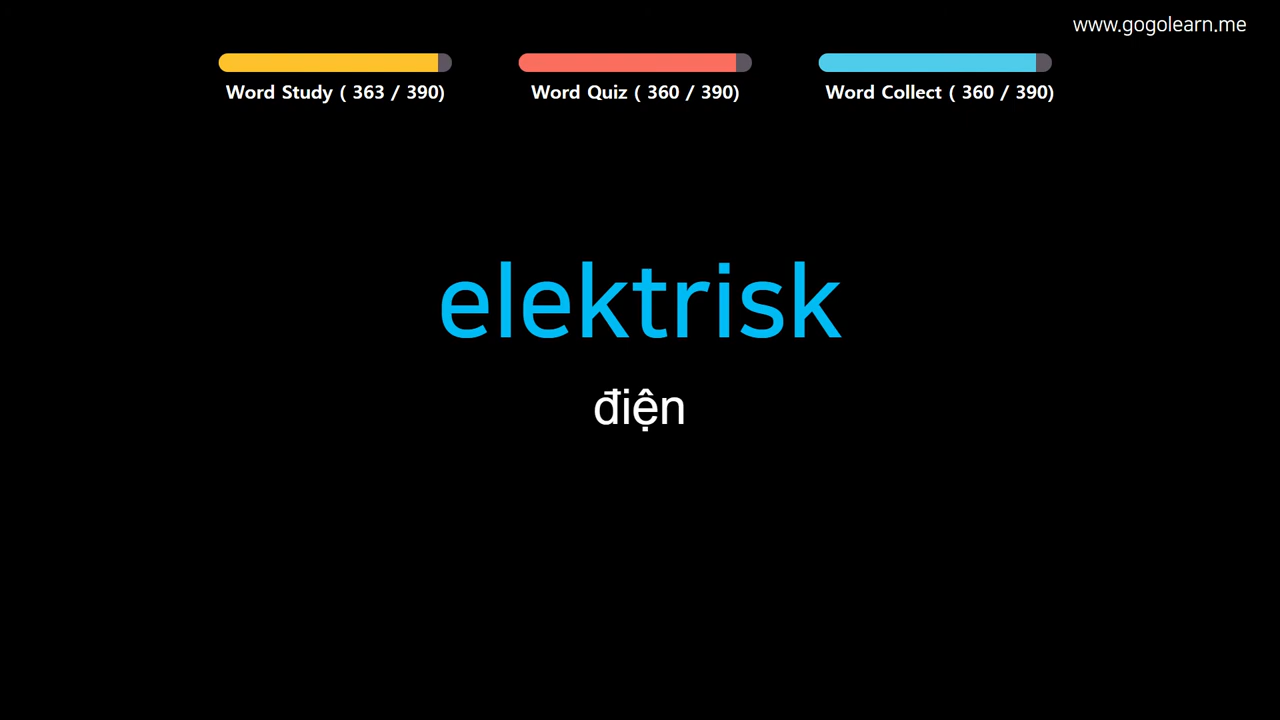 www.gogolearn.me
Word Study ( 363 / 390)
Word Quiz ( 360 / 390)
Word Collect ( 360 / 390)
elektrisk
điện